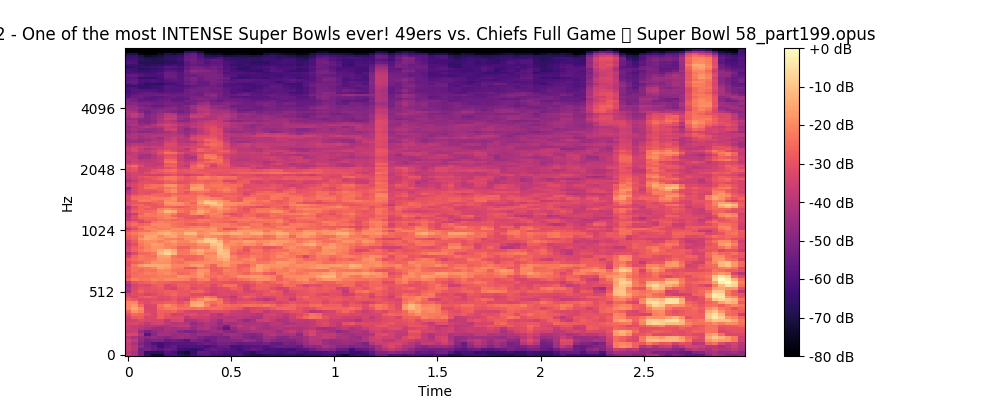 2 - One of the most INTENSE Super Bowls ever! 49ers vs. Chiefs Full Game ▯ Super Bowl 58_part199.opus
+0 dB
4096
-10 dB
-20 dB
2048
-30 dB
Hz
1024
-40 dB
-50 dB
512
-60 dB
-70 dB
0
-80 dB
0 0.5 1 1.5 2 2.5
Time